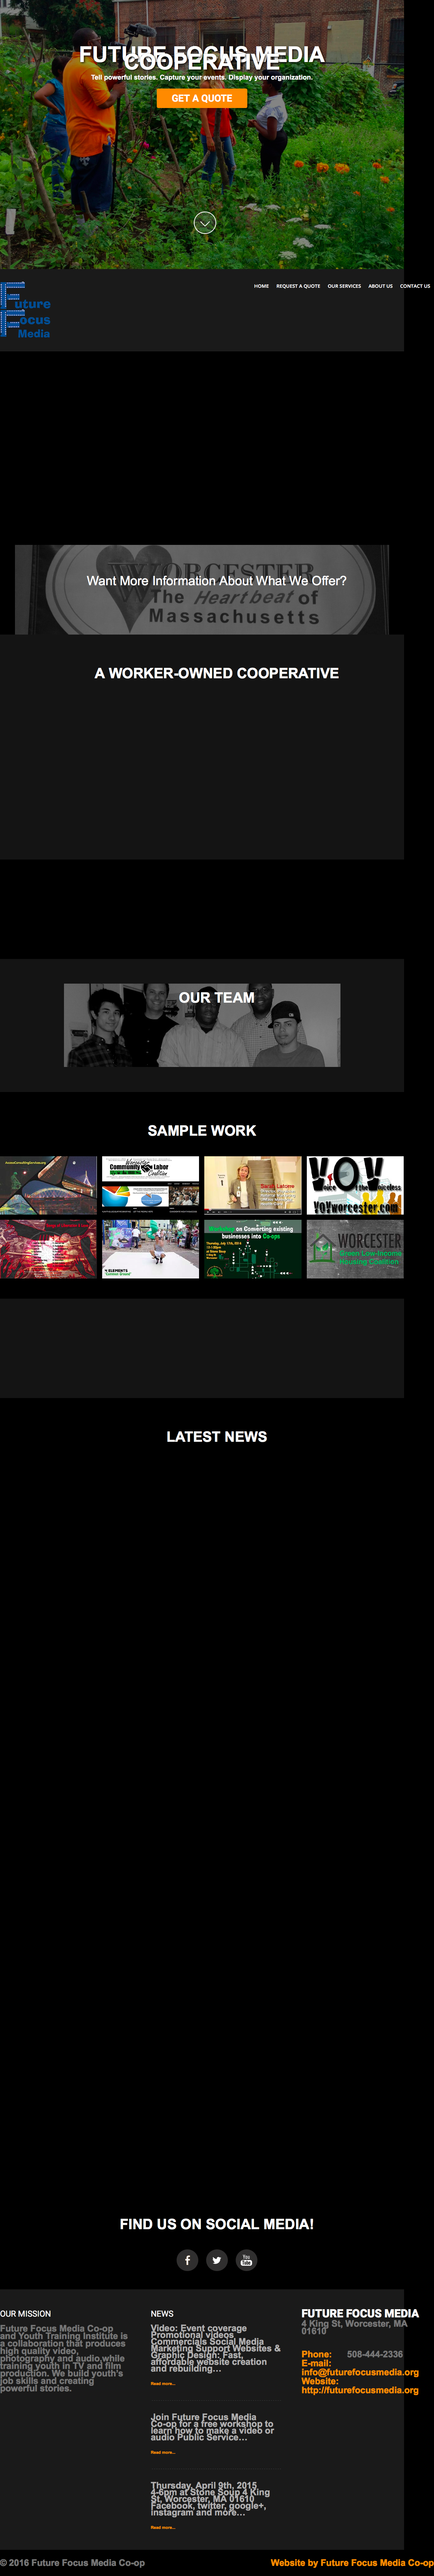 FUTURE FOCUS MEDIA
COOPERATIVE
Tell powerful stories. Capture your events. Display your organization.
GET A QUOTE
Future
Focus
Media
HOME REQUEST A QUOTE OUR SERVICES ABOUT US CONTACT US
WORCESTER
Want More Information About What We Offer?
The Heartbeat of
Massachusetts
A WORKER-OWNED COOPERATIVE
OUR TEAM
SAMPLE WORK
Worcester
Community Labor
Coalition
VOV
Voice of the Voiceless
VOVworcester.com
4 ELEMENTS
Workshop on Converting existing
businesses into Co-ops
WORCESTER
Green Low-Income
Housing Coalition
LATEST NEWS
FIND US ON SOCIAL MEDIA!
You
Tube
OUR MISSION
Future Focus Media Co-op
and Youth Training Institute is
a collaboration that produces
high quality video,
photography and audio,while
training youth in TV and film
production. We build youth's
job skills and creating
powerful stories.
NEWS
Video: Event coverage
Promotional videos
Commercials Social Media
Marketing Support Websites &
Graphic Design: Fast,
affordable website creation
and rebuilding…
Read more...
Join Future Focus Media
Co-op for a free workshop to
learn how to make a video or
audio Public Service…
Read more...
Thursday, April 9th, 2015
4-6pm at Stone Soup 4 King
St, Worcester, MA 01610
Facebook, twitter, google+,
instagram and more…
Read more...
FUTURE FOCUS MEDIA
4 King St, Worcester, MA
01610
Phone: 508-444-2336
E-mail:
info@futurefocusmedia.org
Website:
http://futurefocusmedia.org
© 2016 Future Focus Media Co-op
Website by Future Focus Media Co-op